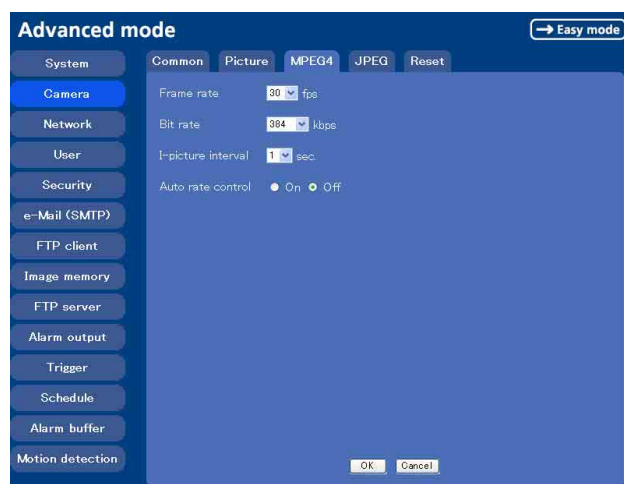 Advanced mode
→ Easy mode
System
Camera
Network
User
Security
e-Mail (SMTP)
FTP client
Image memory
FTP server
Alarm output
Trigger
Schedule
Alarm buffer
Motion detection
Common Picture MPEG4 JPEG Reset
Frame rate 30 fps
Bit rate 384 kbps
I-picture interval 1 sec.
Auto rate control On Off
OK Cancel